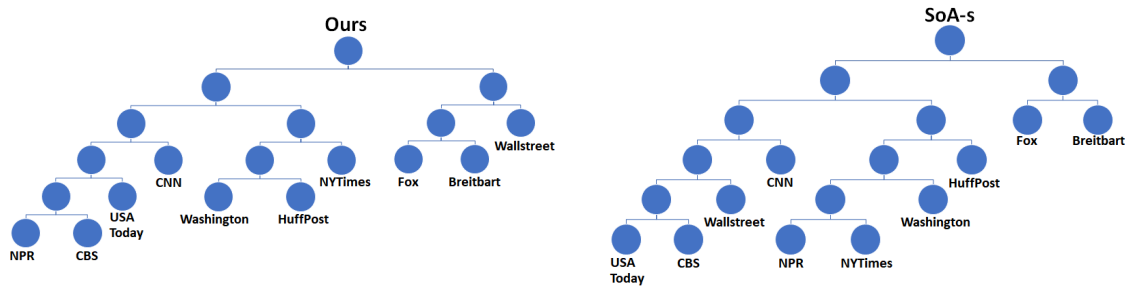 Ours
Wallstreet
CNN
NYTimes
Fox
Breitbart
USA
Today
Washington
HuffPost
NPR
CBS
SoA-s
Fox
Breitbart
CNN
HuffPost
Wallstreet
Washington
USA
Today
CBS
NPR
NYTimes